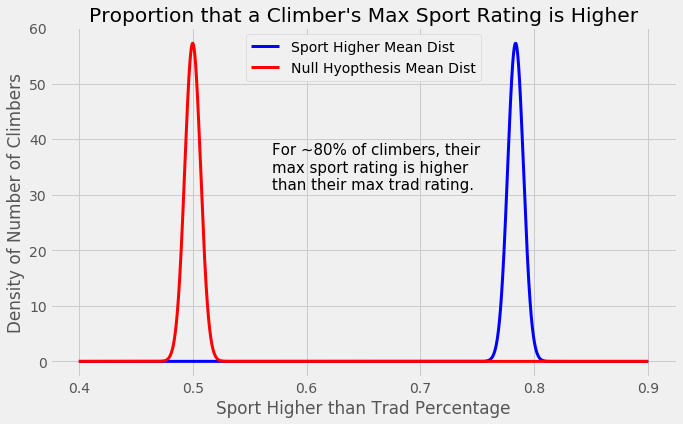 Proportion that a Climber's Max Sport Rating is Higher
Sport Higher Mean Dist
Null Hyopthesis Mean Dist
For ~80% of climbers, their
max sport rating is higher
than their max trad rating.
Density of Number of Climbers
60
50
40
30
20
10
0
0.4
0.5
0.6
0.7
0.8
0.9
Sport Higher than Trad Percentage